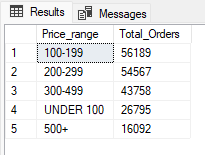 Results Messages
Price_range Total_Orders
1 100-199 56189
2 200-299 54567
3 300-499 43758
4 UNDER 100 26795
5 500+ 16092